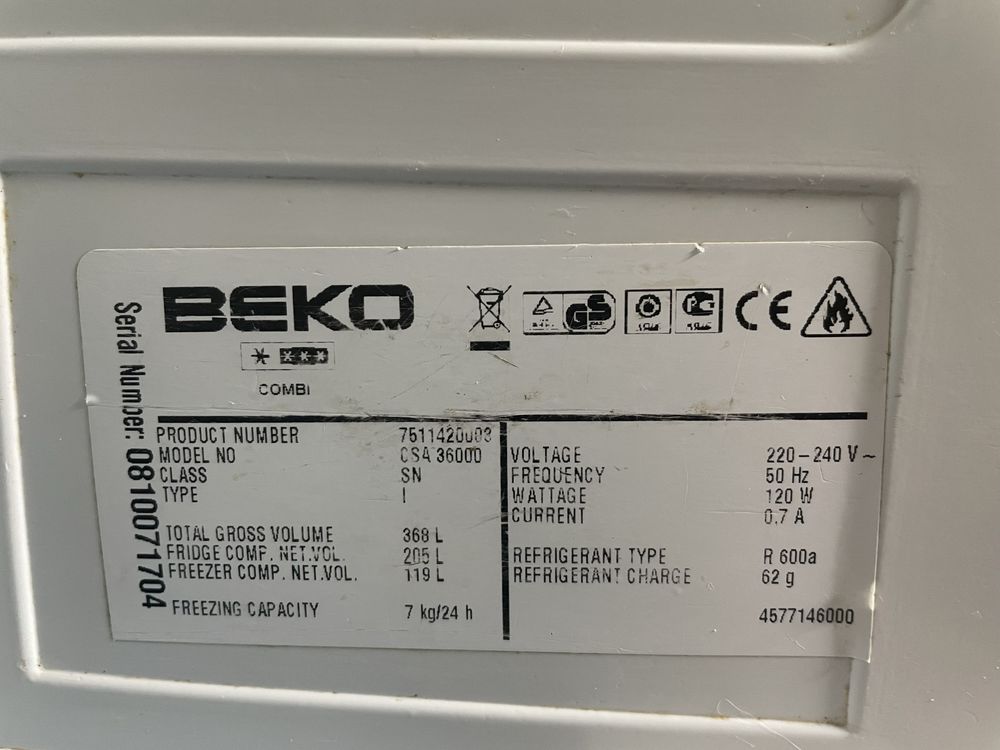 BEKO
COMBI
Serial Number: 0810071704
PRODUCT NUMBER 7511420003
MODEL NO CSA 36000
CLASS SN
TYPE I
TOTAL GROSS VOLUME 368 L
FRIDGE COMP. NET.VOL. 205 L
FREEZER COMP. NET.VOL. 119 L
FREEZING CAPACITY 7 kg/24 h
VOLTAGE 220-240 V ~
FREQUENCY 50 Hz
WATTAGE 120 W
CURRENT 0,7 A
REFRIGERANT TYPE R 600a
REFRIGERANT CHARGE 62 g
4577146000
GS
CE